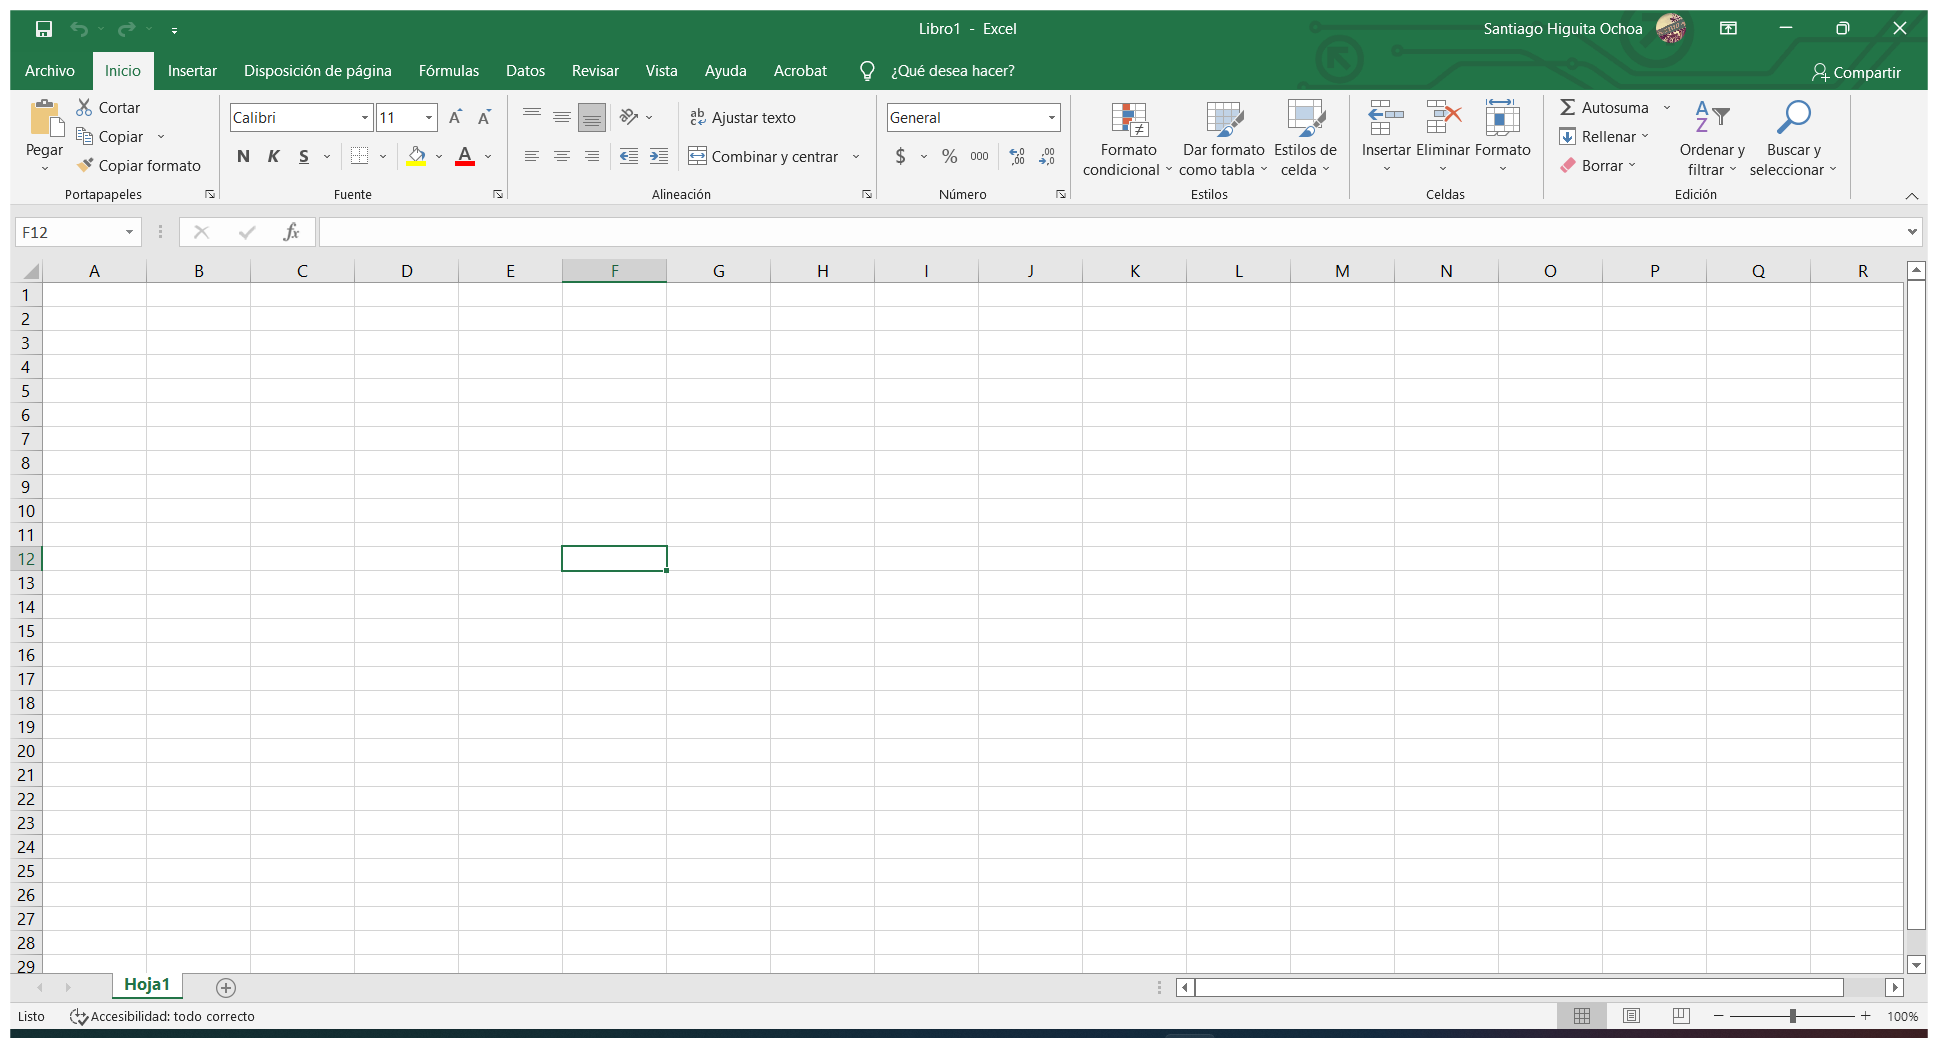 Libro1 - Excel
Santiago Higuita Ochoa
Archivo Inicio Insertar Disposición de página Fórmulas Datos Revisar Vista Ayuda Acrobat ¿Qué desea hacer? Compartir
Pegar
Cortar
Copiar
Copiar formato
Portapapeles
Calibri 11
N K S A
Fuente
Ajustar texto
Combinar y centrar
Alineación
General
$ % 000
Número
Formato
condicional
Dar formato
como tabla
Estilos de
celda
Estilos
Insertar Eliminar Formato
Celdas
Autosuma
Rellenar
Borrar
Ordenar y
filtrar
Buscar y
seleccionar
Edición
F12 fx
A B C D E F G H I J K L M N O P Q R
1
2
3
4
5
6
7
8
9
10
11
12
13
14
15
16
17
18
19
20
21
22
23
24
25
26
27
28
29
Hoja1
Listo Accesibilidad: todo correcto 100%